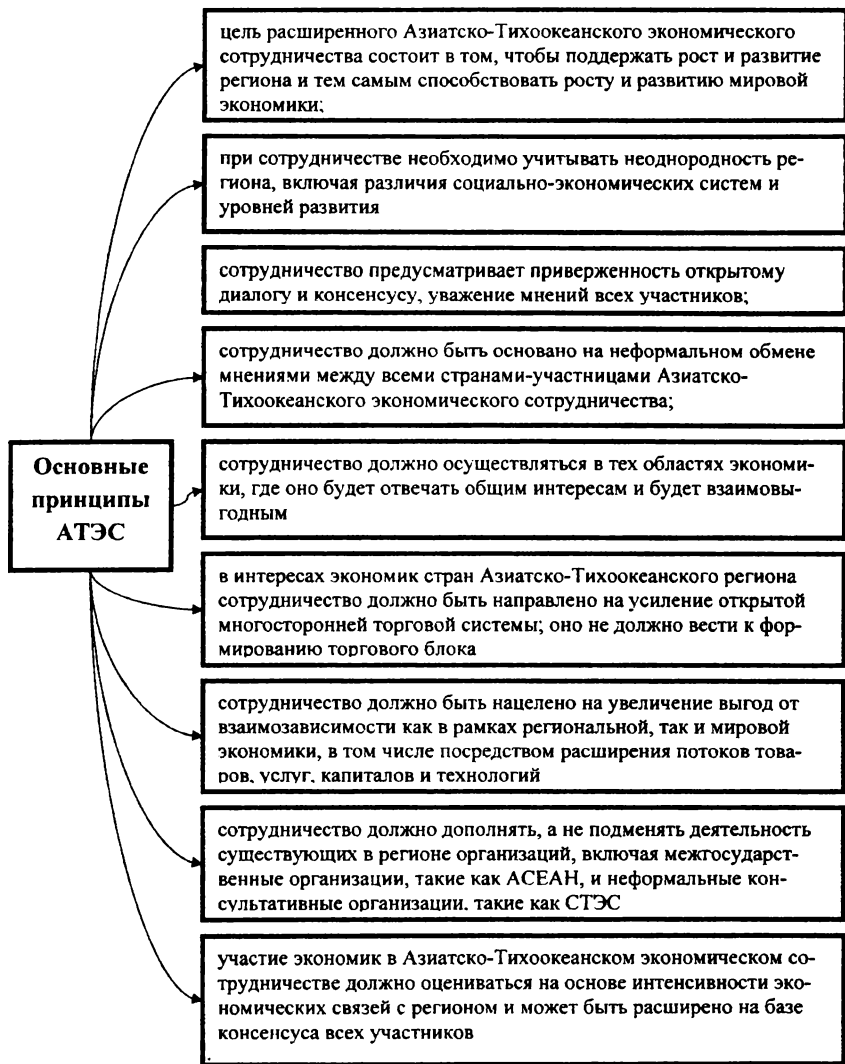 цель расширенного Азиатско-Тихоокеанского экономического
сотрудничества состоит в том, чтобы поддержать рост и развитие
региона и тем самым способствовать росту и развитию мировой
экономики;
при сотрудничестве необходимо учитывать неоднородность ре-
гиона, включая различия социально-экономических систем и
уровней развития
сотрудничество предусматривает приверженность открытому
диалогу и консенсусу, уважение мнений всех участников;
сотрудничество должно быть основано на неформальном обмене
мнениями между всеми странами-участницами Азиатско-
Тихоокеанского экономического сотрудничества;
Основные
принципы
АТЭС
сотрудничество должно осуществляться в тех областях экономи-
ки, где оно будет отвечать общим интересам и будет взаимовы-
годным
в интересах экономик стран Азиатско-Тихоокеанского региона
сотрудничество должно быть направлено на усиление открытой
многосторонней торговой системы; оно не должно вести к фор-
мированию торгового блока
сотрудничество должно быть нацелено на увеличение выгод от
взаимозависимости как в рамках региональной, так и мировой
экономики, в том числе посредством расширения потоков това-
ров, услуг, капиталов и технологий
сотрудничество должно дополнять, а не подменять деятельность
существующих в регионе организаций, включая межгосударст-
венные организации, такие как АСЕАН, и неформальные кон-
сультативные организации, такие как СТЭС
участие экономик в Азиатско-Тихоокеанском экономическом со-
трудничестве должно оцениваться на основе интенсивности эко-
номических связей с регионом и может быть расширено на базе
консенсуса всех участников